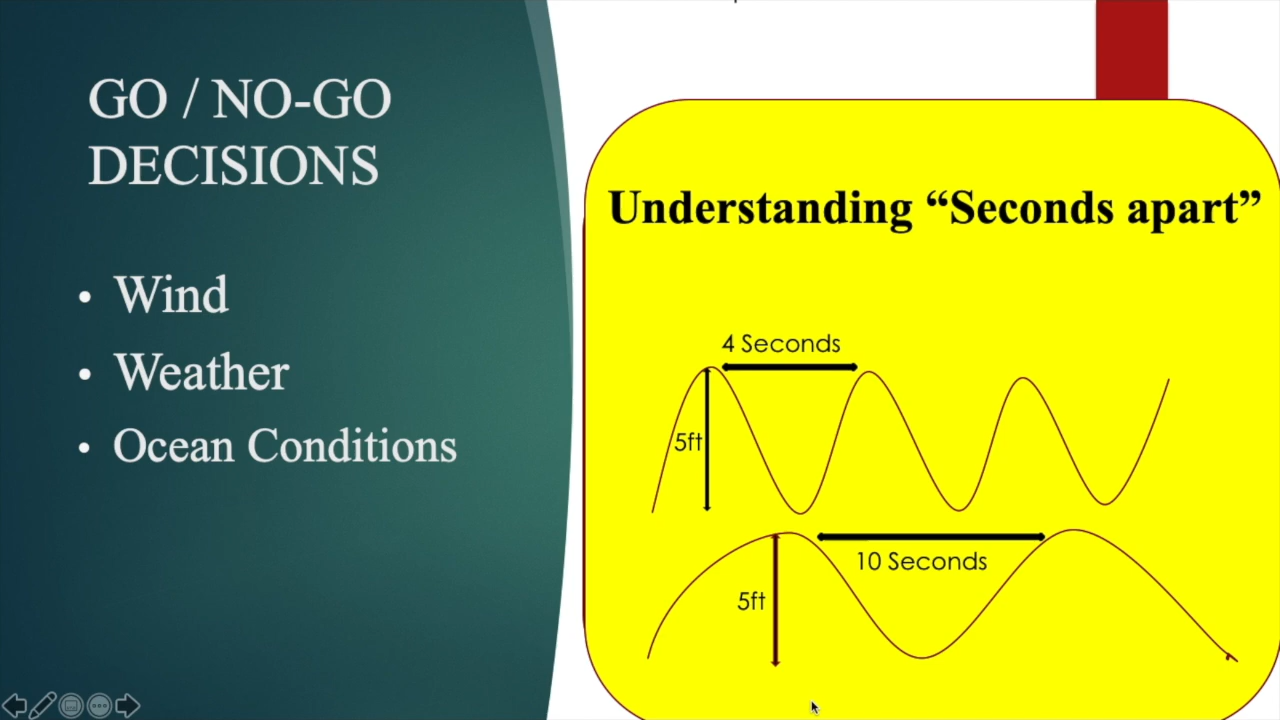 GO / NO-GO
DECISIONS
• Wind
• Weather
• Ocean Conditions
Understanding “Seconds apart”
4 Seconds
5ft
10 Seconds
5ft